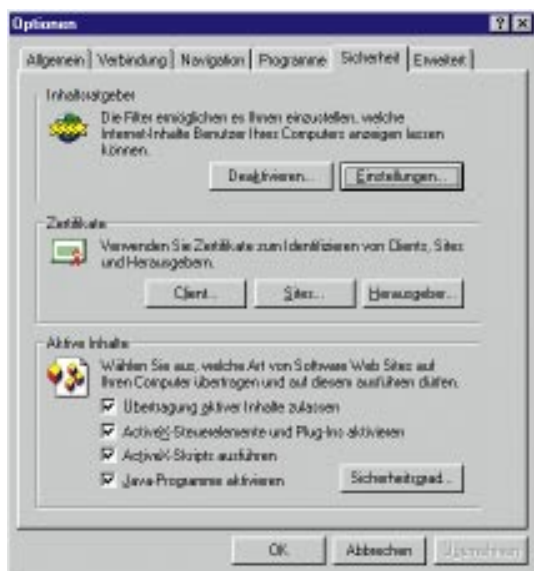 Optionen
Allgemein Verbindung Navigation Programme Sicherheit Erweitert
Inhaltsratgeber
Die Filter ermöglichen es Ihnen einzustellen, welche
Internet-Inhalte Benutzer Ihres Computers anzeigen lassen
können.
Deaktivieren... Einstellungen...
Zertifikate
Verwenden Sie Zertifikate zum Identifizieren von Clients, Sites
und Herausgebern.
Client... Sites... Herausgeber...
Aktive Inhalte
Wählen Sie aus, welche Art von Software Web Sites auf
Ihren Computer übertragen und auf diesem ausführen dürfen.
Übertragung aktiver Inhalte zulassen
ActiveX-Steuerelemente und Plug-Ins aktivieren
ActiveX-Skripts ausführen
Java-Programme aktivieren Sicherheitsgrad...
OK Abbrechen Übernehmen